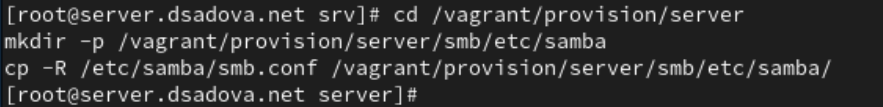 [root@server.dsadova.net srv]# cd /vagrant/provision/server
mkdir -p /vagrant/provision/server/smb/etc/samba
cp -R /etc/samba/smb.conf /vagrant/provision/server/smb/etc/samba/
[root@server.dsadova.net server]#